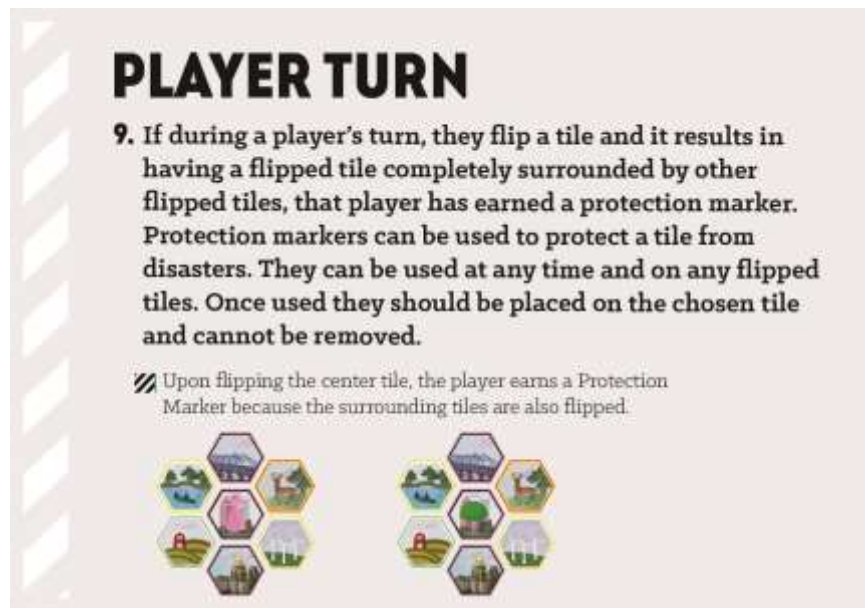 PLAYER TURN
9. If during a player's turn, they flip a tile and it results in
having a flipped tile completely surrounded by other
flipped tiles, that player has earned a protection marker.
Protection markers can be used to protect a tile from
disasters. They can be used at any time and on any flipped
tiles. Once used they should be placed on the chosen tile
and cannot be removed.
Upon flipping the center tile, the player earns a Protection
Marker because the surrounding tiles are also flipped.